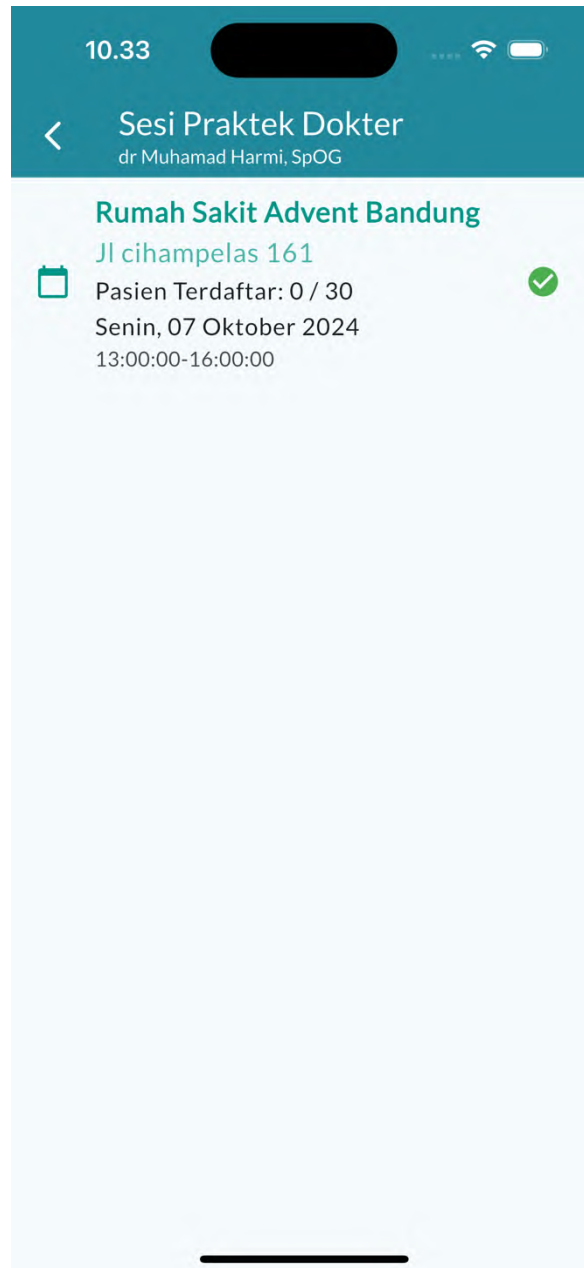 10.33
Sesi Praktek Dokter
dr Muhamad Harmi, SpOG
Rumah Sakit Advent Bandung
Jl cihampelas 161
Pasien Terdaftar: 0 / 30
Senin, 07 Oktober 2024
13:00:00-16:00:00